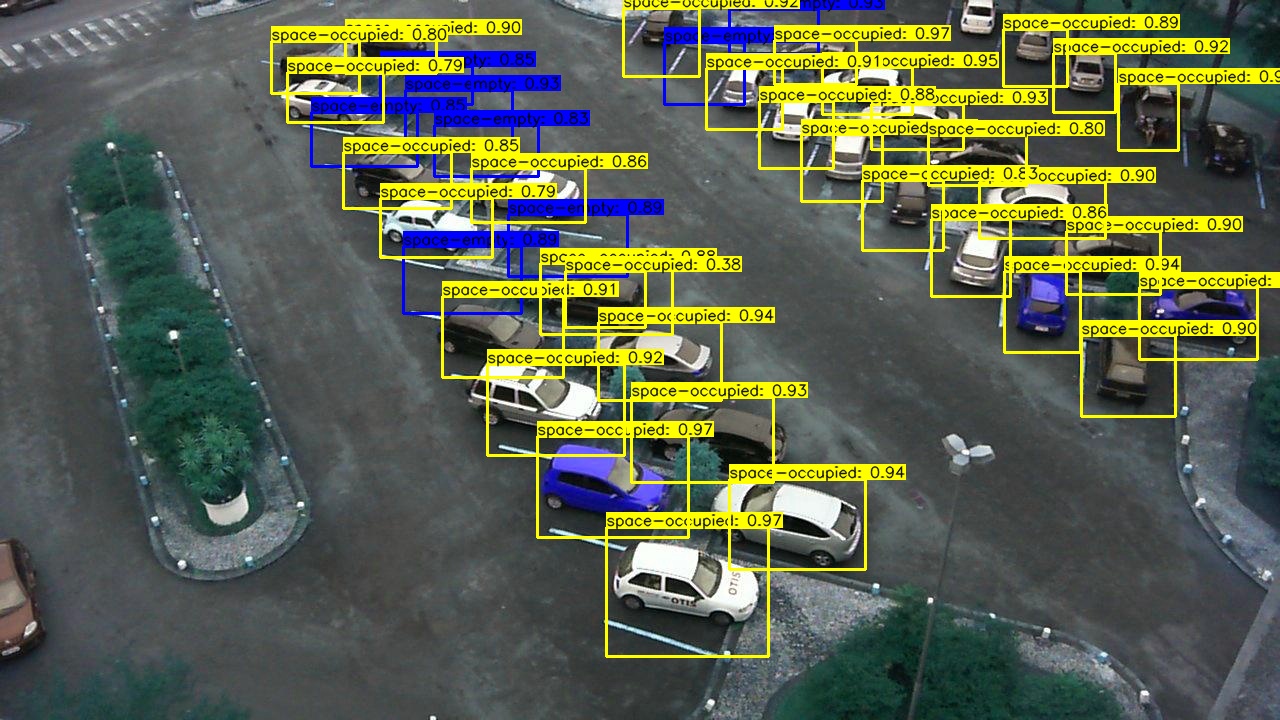 space-occupied: 0.92
0.93
space-occupied: 0.89
0.90
space-occupied: 0.80
space-occupied: 0.97
space-empty
space-occupied: 0.92
0.85
space-occupied: 0.79
space-occupied: 0.91
0.95
space-occupied: 0.9
0.93
space-empty: 0.85
space-occupied: 0.88
0.93
space-empty: 0.83
space-occupied
space-occupied: 0.80
space-occupied: 0.85
space-occupied: 0.86
space-occupied: 0.83
0.90
space-occupied: 0.79
space-empty: 0.89
space-occupied: 0.86
space-occupied: 0.90
space-empty: 0.89
space-occupied: 0.88
space-occupied: 0.38
space-occupied: 0.94
space-occupied:
space-occupied: 0.91
space-occupied: 0.94
space-occupied: 0.90
space-occupied: 0.92
space-occupied: 0.93
space-occupied: 0.97
space-occupied: 0.94
space-occupied: 0.97
OTIS
OTIS